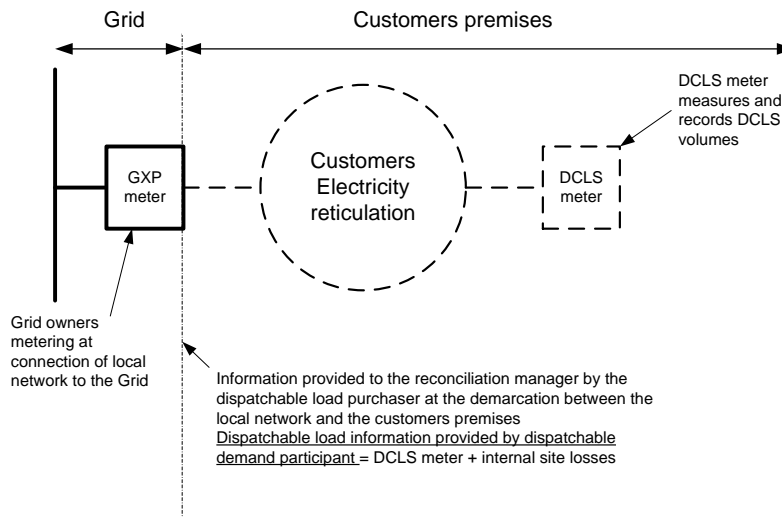 Grid
Customers premises
DCLS meter
measures and
records DCLS
volumes
GXP
meter
Customers
Electricity
reticulation
DCLS
meter
Grid owners
metering at
connection of local
network to the Grid
Information provided to the reconciliation manager by the
dispatchable load purchaser at the demarcation between the
local network and the customers premises
Dispatchable load information provided by dispatchable
demand participant = DCLS meter + internal site losses